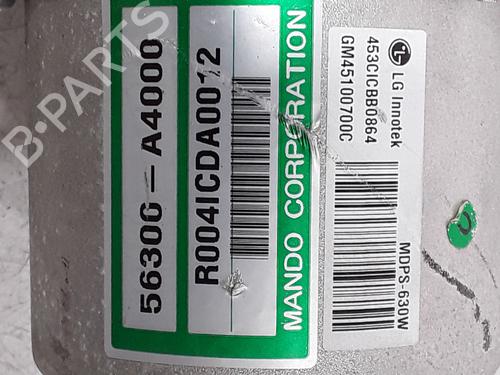 B-PARTS
56300-A4000
R004ICDA0012
MANDO CORPORATION
LG Innotek
453CICBB0864
GM45100700C
MDPS-630W